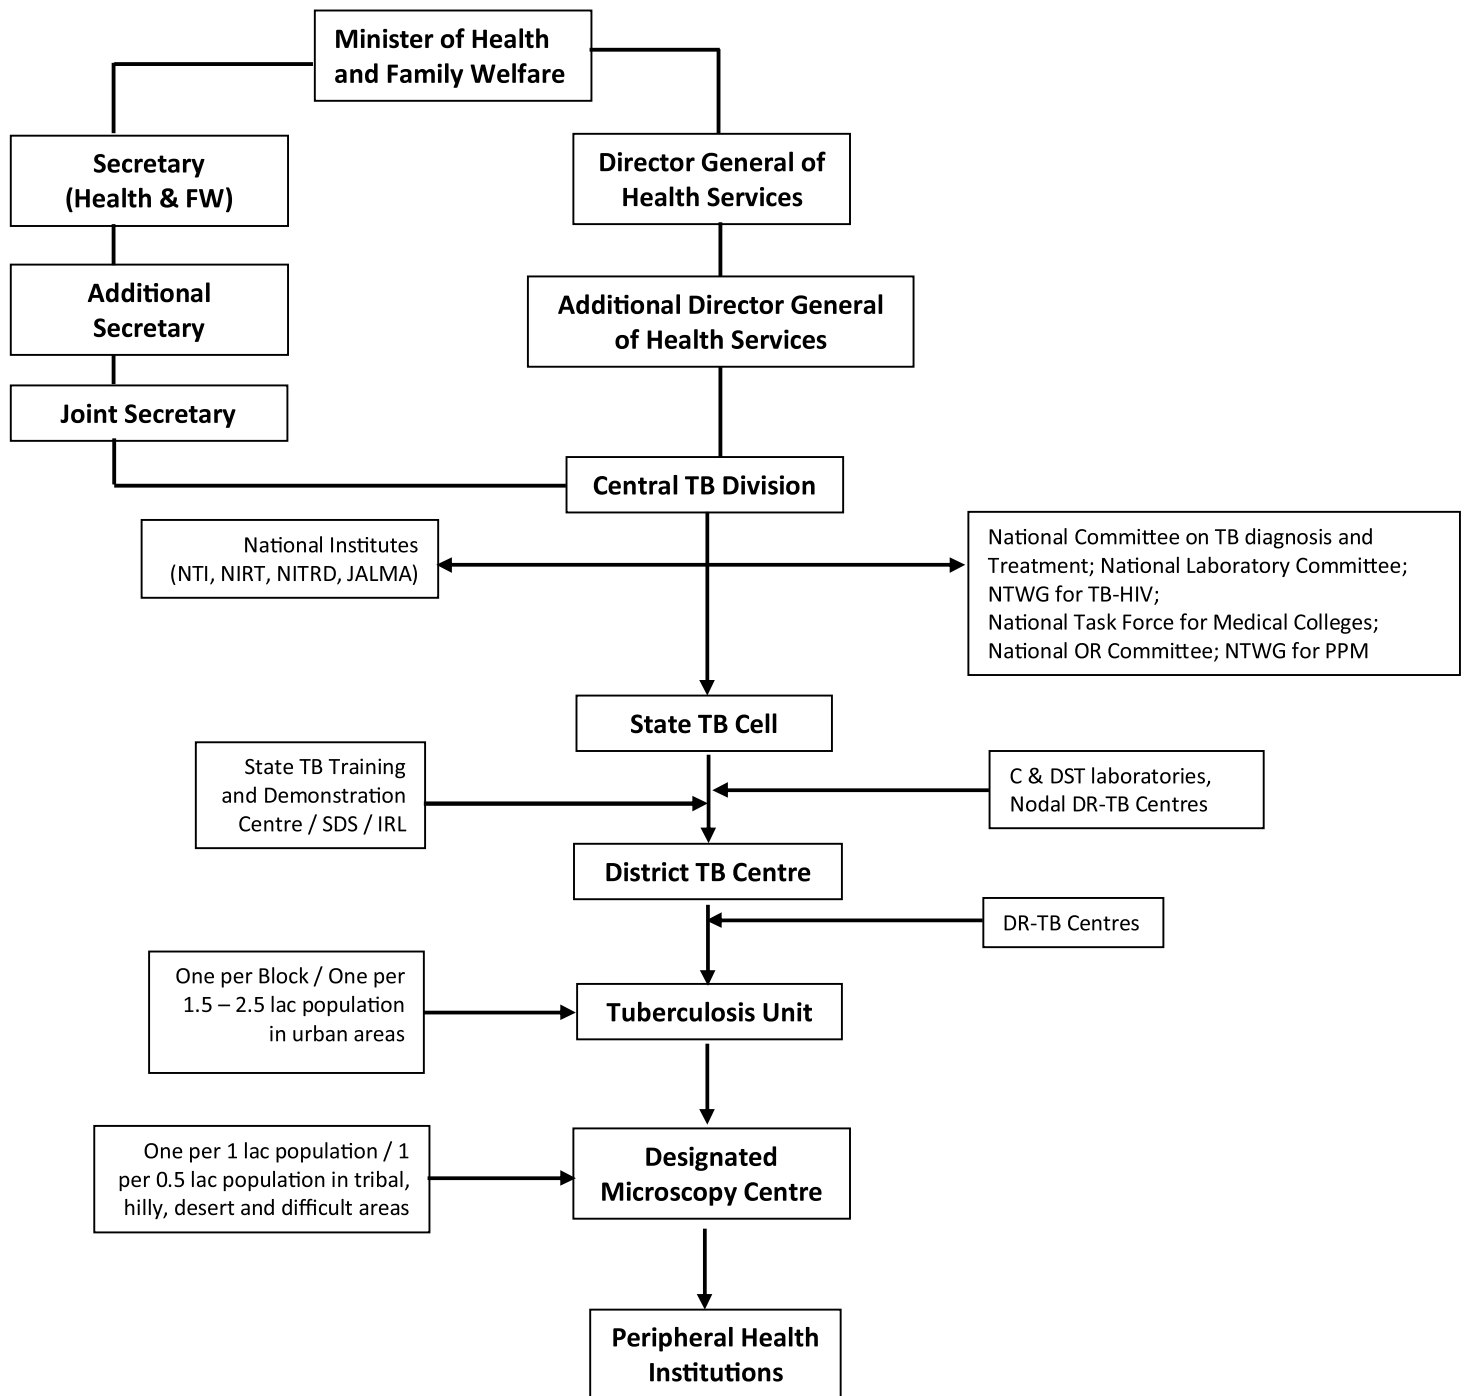 Minister of Health
and Family Welfare
Secretary
(Health & FW)
Director General of
Health Services
Additional
Secretary
Additional Director General
of Health Services
Joint Secretary
Central TB Division
National Institutes
(NTI, NIRT, NITRD, JALMA)
National Committee on TB diagnosis and
Treatment; National Laboratory Committee;
NTWG for TB-HIV;
National Task Force for Medical Colleges;
National OR Committee; NTWG for PPM
State TB Cell
State TB Training
and Demonstration
Centre / SDS / IRL
C & DST laboratories,
Nodal DR-TB Centres
District TB Centre
DR-TB Centres
One per Block / One per
1.5 – 2.5 lac population
in urban areas
Tuberculosis Unit
One per 1 lac population / 1
per 0.5 lac population in tribal,
hilly, desert and difficult areas
Designated
Microscopy Centre
Peripheral Health
Institutions